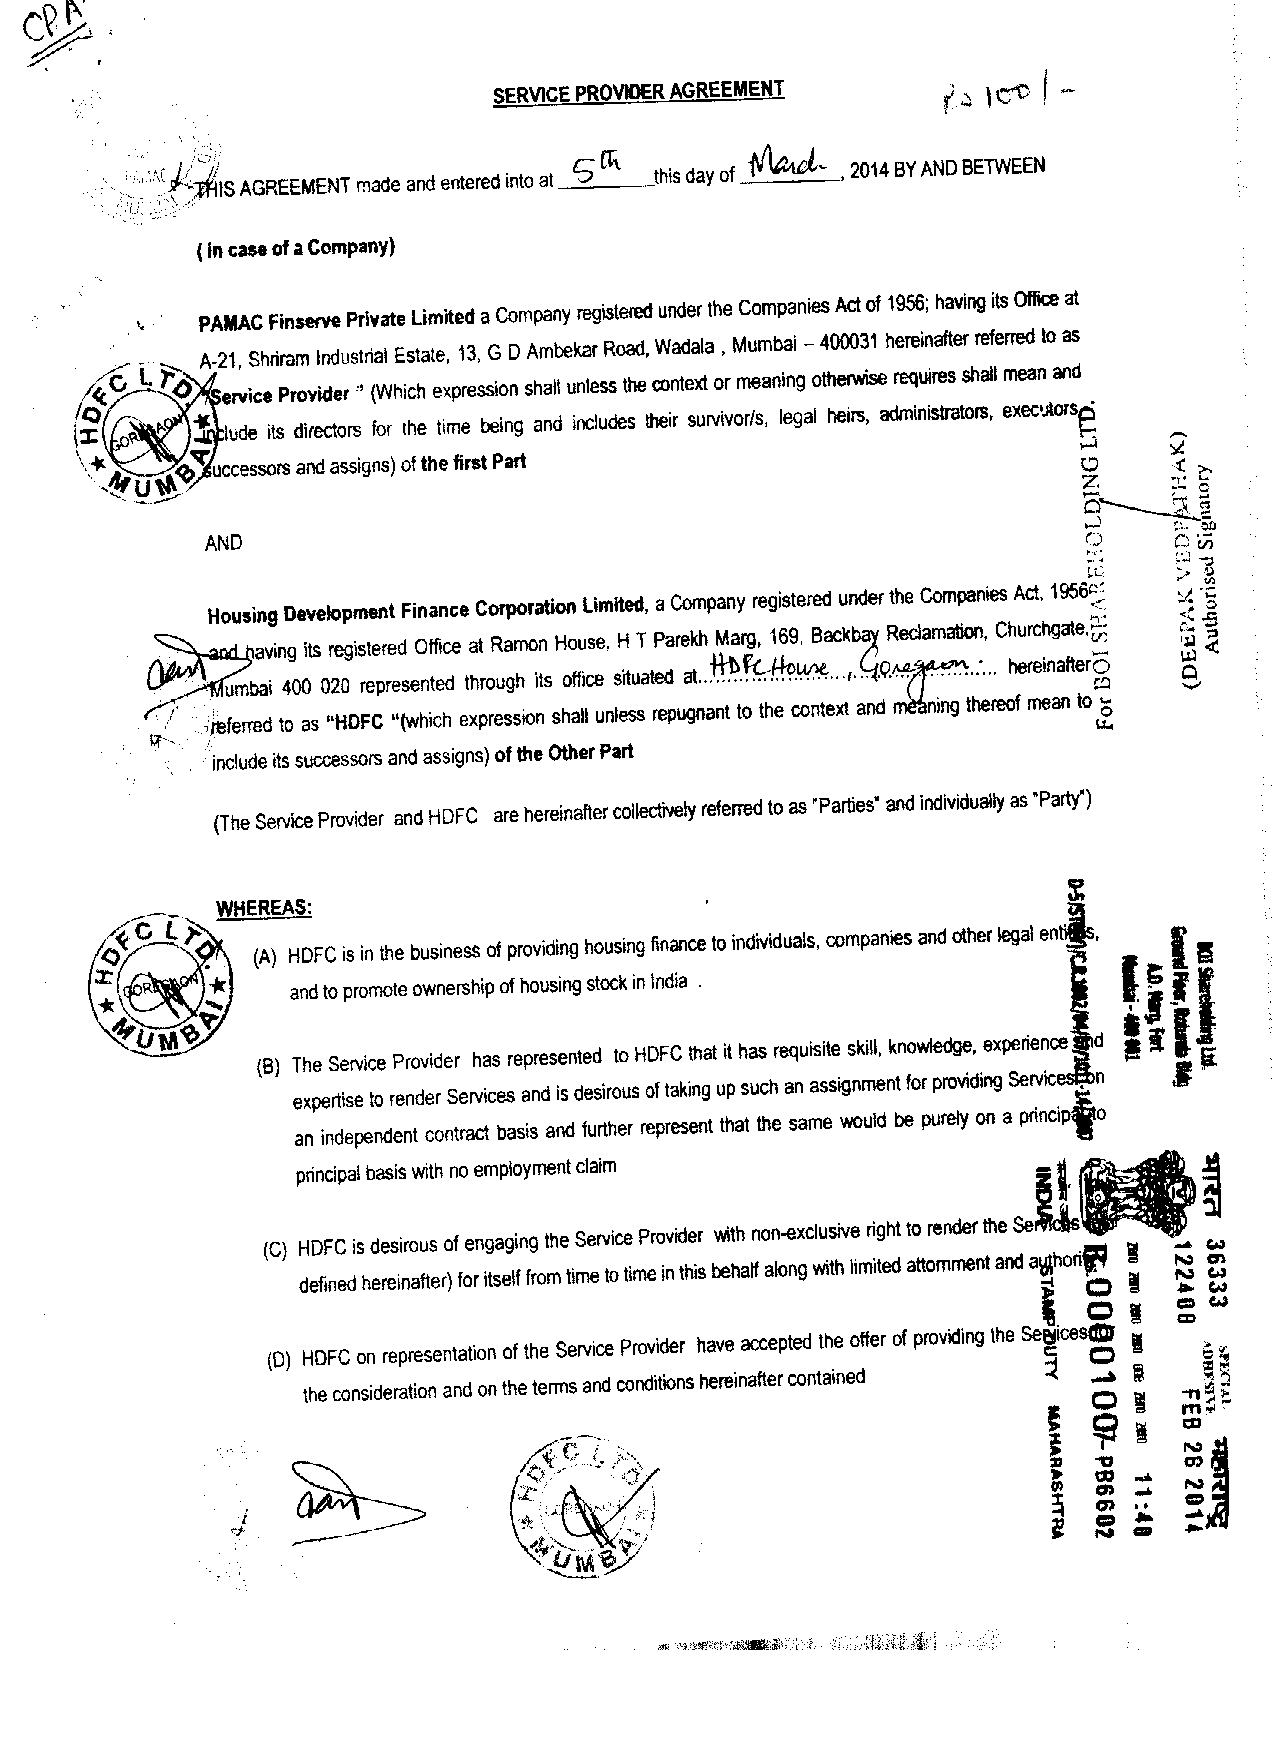 CPA
SERVICE PROVIDER AGREEMENT
Rs 100/-
THIS AGREEMENT made and entered into at 5th this day of March, 2014 BY AND BETWEEN
( in case of a Company)
PAMAC Finserve Private Limited a Company registered under the Companies Act of 1956; having its Office at
A-21, Shriram Industrial Estate, 13, G D Ambekar Road, Wadala , Mumbai – 400031 hereinafter referred to as
"Service Provider " (Which expression shall unless the context or meaning otherwise requires shall mean and
include its directors for the time being and includes their survivor/s, legal heirs, administrators, executors,
successors and assigns) of the first Part
HDFC LTD. ★ MUMBAI ★
GOREGAON
AND
Housing Development Finance Corporation Limited, a Company registered under the Companies Act, 1956
and having its registered Office at Ramon House, H T Parekh Marg, 169, Backbay Reclamation, Churchgate,
Mumbai 400 020 represented through its office situated at HDFC House, Goregaon hereinafter
referred to as "HDFC "(which expression shall unless repugnant to the context and meaning thereof mean to
include its successors and assigns) of the Other Part
For BOI SHAREHOLDING LTD.
(DEEPAK VEDPATHAK)
Authorised Signatory
(The Service Provider and HDFC are hereinafter collectively referred to as "Parties" and individually as "Party")
WHEREAS:
(A) HDFC is in the business of providing housing finance to individuals, companies and other legal entities,
and to promote ownership of housing stock in India .
HDFC LTD. ★ MUMBAI ★
GOREGAON
(B) The Service Provider has represented to HDFC that it has requisite skill, knowledge, experience and
expertise to render Services and is desirous of taking up such an assignment for providing Services on
an independent contract basis and further represent that the same would be purely on a principal to
principal basis with no employment claim
(C) HDFC is desirous of engaging the Service Provider with non-exclusive right to render the Services
defined hereinafter) for itself from time to time in this behalf along with limited attornment and authority
(D) HDFC on representation of the Service Provider have accepted the offer of providing the Services
the consideration and on the terms and conditions hereinafter contained
BOI Shareholding Ltd.
Ground Floor,
Mumbai - 400 001
भारत 36333 SPECIAL ADHESIVE महाराष्ट्र
122408 FEB 28 2014
11:40
R.0000100/-PB6602
INDIA STAMP DUTY MAHARASHTRA
HDFC LTD. ★ MUMBAI ★